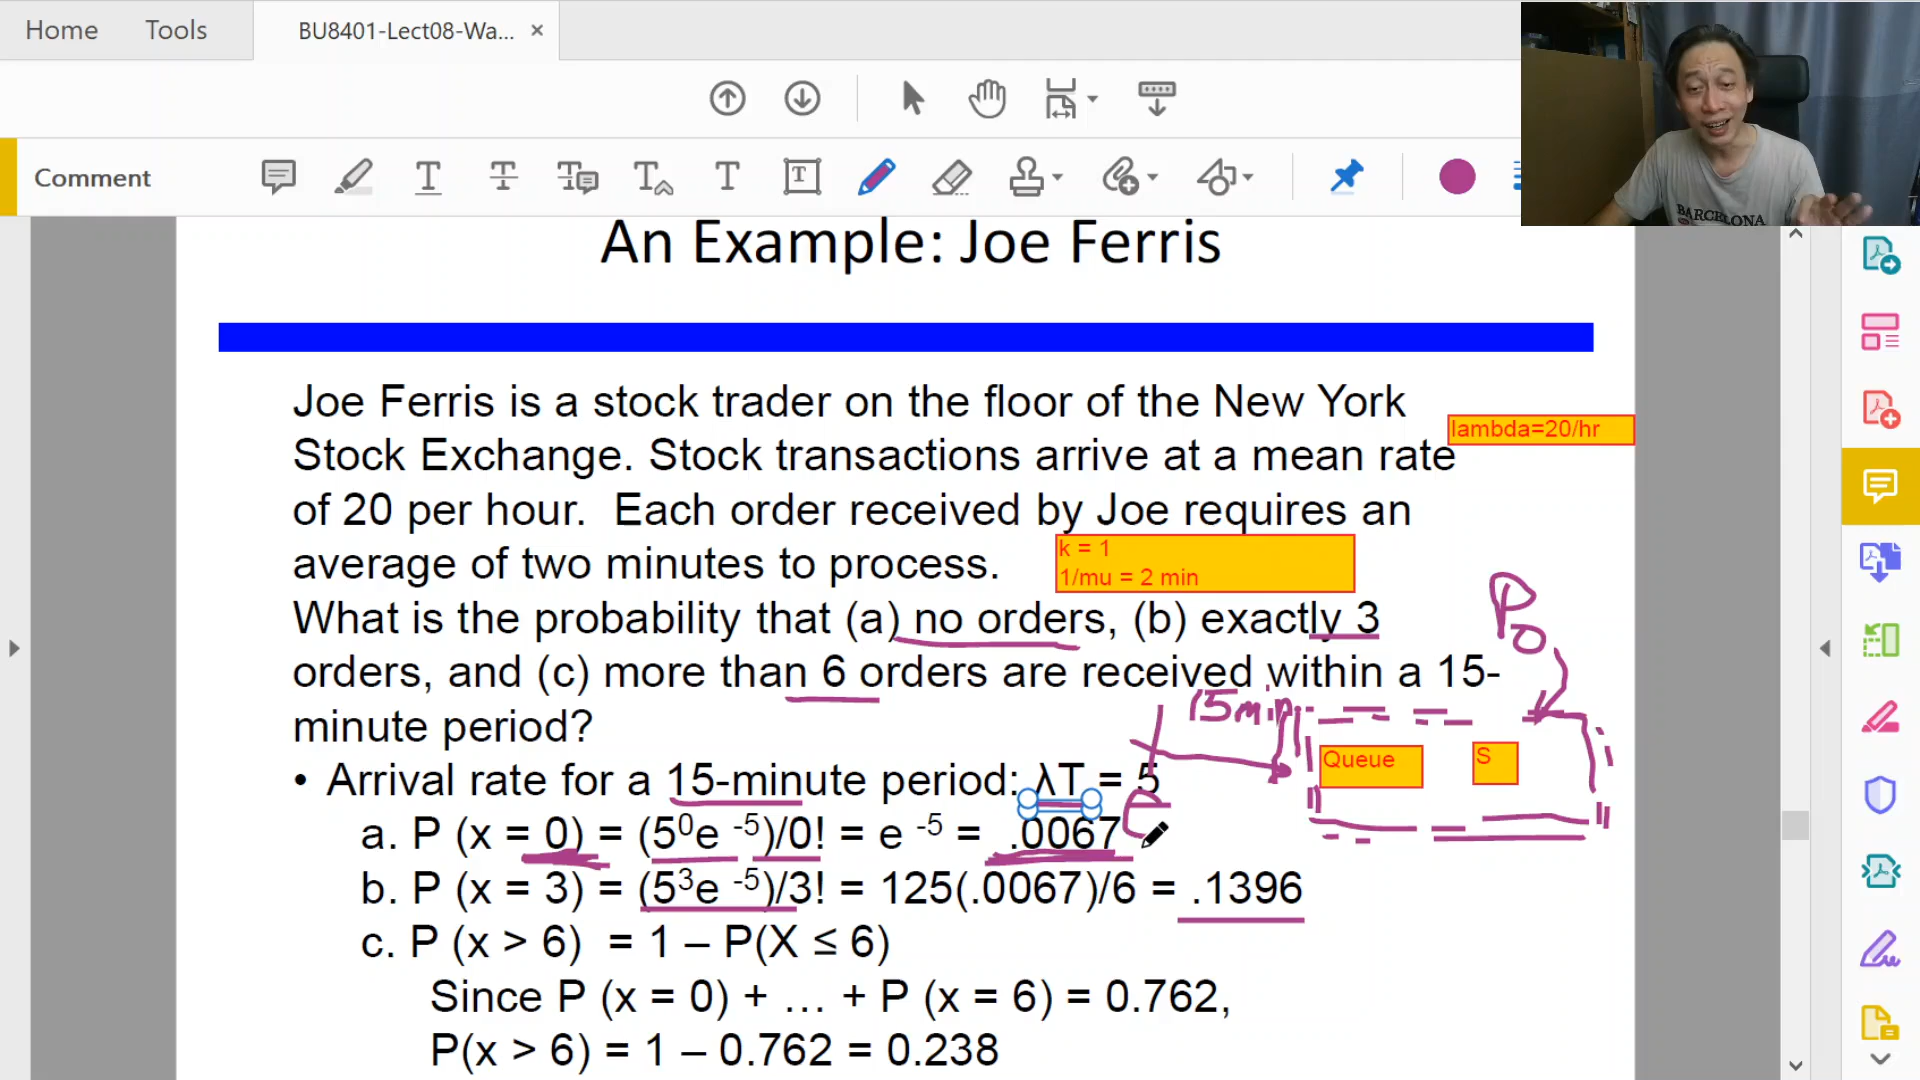 Home Tools BU8401-Lect08-Wa... ×
Comment
BARCELONA
An Example: Joe Ferris
Joe Ferris is a stock trader on the floor of the New York
lambda=20/hr
Stock Exchange. Stock transactions arrive at a mean rate
of 20 per hour. Each order received by Joe requires an
average of two minutes to process.
k = 1
1/mu = 2 min
What is the probability that (a) no orders, (b) exactly 3
P0
orders, and (c) more than 6 orders are received within a 15-
15min
minute period?
Queue
S
• Arrival rate for a 15-minute period: λT = 5
a. P (x = 0) = (5⁰e ⁻⁵)/0! = e ⁻⁵ = .0067
b. P (x = 3) = (5³e ⁻⁵)/3! = 125(.0067)/6 = .1396
c. P (x > 6) = 1 – P(X ≤ 6)
Since P (x = 0) + … + P (x = 6) = 0.762,
P(x > 6) = 1 – 0.762 = 0.238